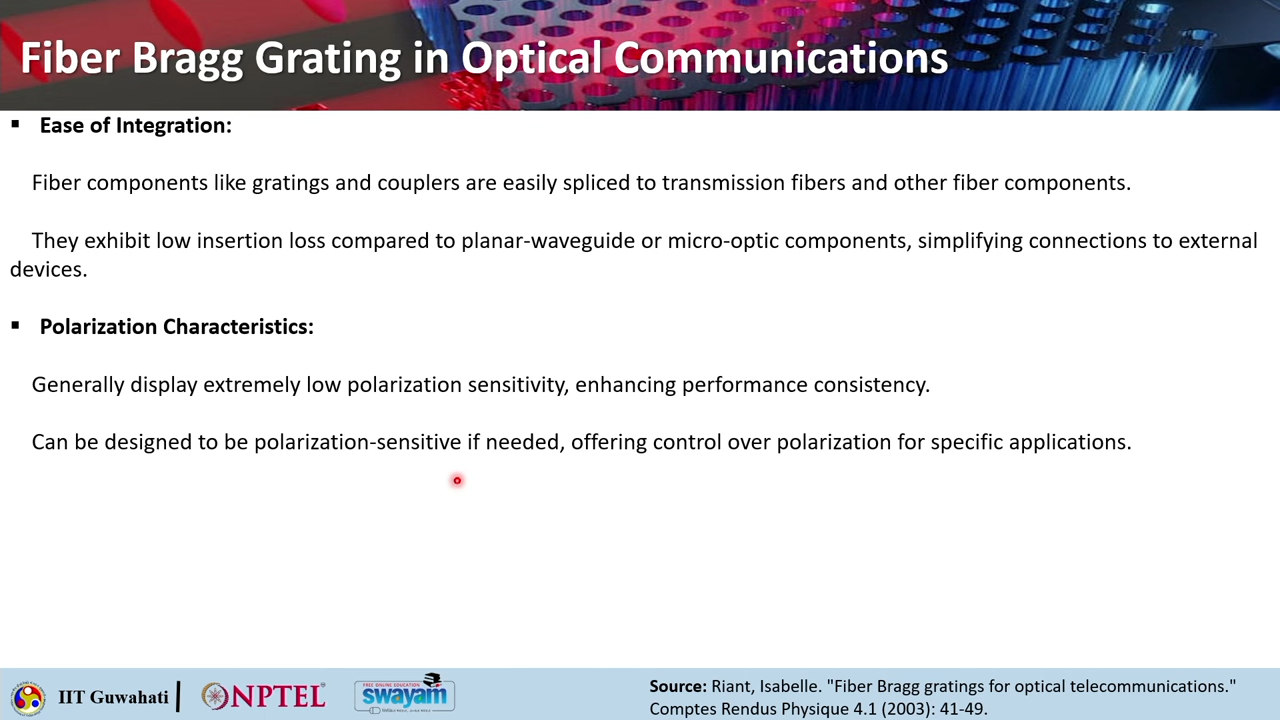 Fiber Bragg Grating in Optical Communications
▪ Ease of Integration:
Fiber components like gratings and couplers are easily spliced to transmission fibers and other fiber components.
They exhibit low insertion loss compared to planar-waveguide or micro-optic components, simplifying connections to external
devices.
▪ Polarization Characteristics:
Generally display extremely low polarization sensitivity, enhancing performance consistency.
Can be designed to be polarization-sensitive if needed, offering control over polarization for specific applications.
IIT Guwahati
NPTEL
FREE ONLINE EDUCATION
swayam
Source: Riant, Isabelle. "Fiber Bragg gratings for optical telecommunications."
Comptes Rendus Physique 4.1 (2003): 41-49.